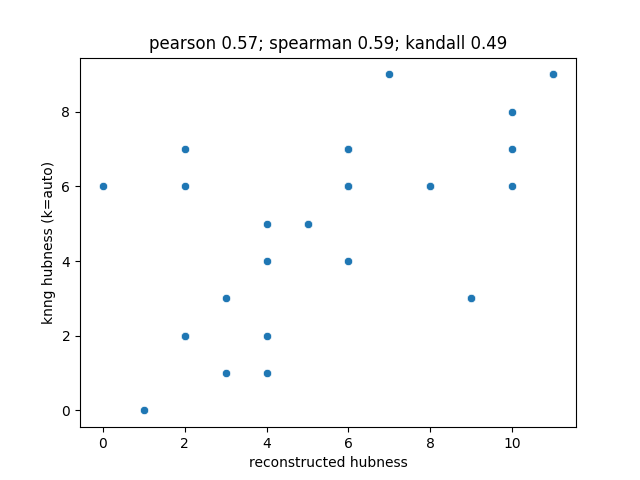 pearson 0.57; spearman 0.59; kandall 0.49
knng hubness (k=auto)
8
6
4
2
0
0 2 4 6 8 10
reconstructed hubness